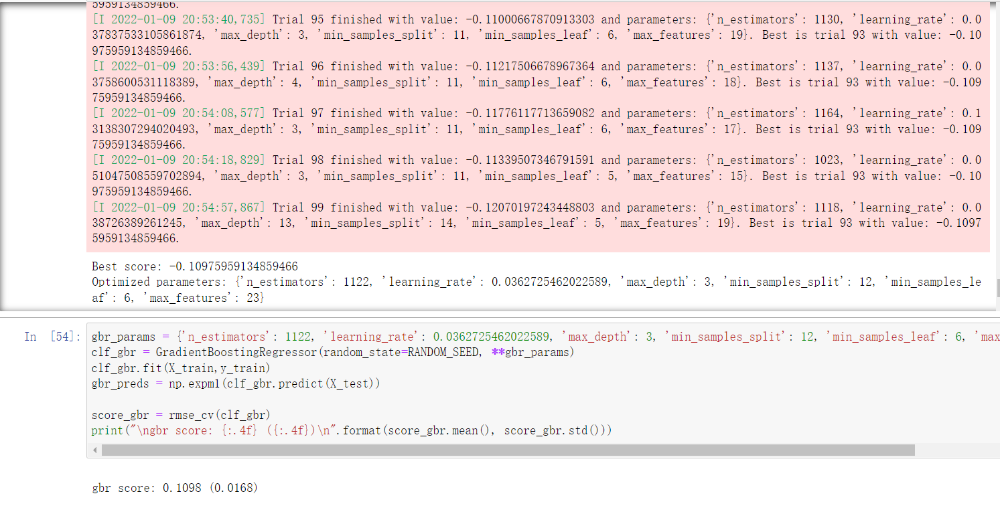 5959134859466.
[I 2022-01-09 20:53:40,735] Trial 95 finished with value: -0.11000667870913303 and parameters: {'n_estimators': 1130, 'learning_rate': 0.0
37837533105861874, 'max_depth': 3, 'min_samples_split': 11, 'min_samples_leaf': 6, 'max_features': 19}. Best is trial 93 with value: -0.10
975959134859466.
[I 2022-01-09 20:53:56,439] Trial 96 finished with value: -0.11217506678967364 and parameters: {'n_estimators': 1137, 'learning_rate': 0.0
3758600531118389, 'max_depth': 4, 'min_samples_split': 11, 'min_samples_leaf': 6, 'max_features': 18}. Best is trial 93 with value: -0.109
75959134859466.
[I 2022-01-09 20:54:08,577] Trial 97 finished with value: -0.11776117713659082 and parameters: {'n_estimators': 1164, 'learning_rate': 0.1
3138307294020493, 'max_depth': 3, 'min_samples_split': 11, 'min_samples_leaf': 6, 'max_features': 17}. Best is trial 93 with value: -0.109
75959134859466.
[I 2022-01-09 20:54:18,829] Trial 98 finished with value: -0.11339507346791591 and parameters: {'n_estimators': 1023, 'learning_rate': 0.0
51047508559702894, 'max_depth': 3, 'min_samples_split': 11, 'min_samples_leaf': 5, 'max_features': 15}. Best is trial 93 with value: -0.10
975959134859466.
[I 2022-01-09 20:54:57,867] Trial 99 finished with value: -0.12070197243448803 and parameters: {'n_estimators': 1118, 'learning_rate': 0.0
38726389261245, 'max_depth': 13, 'min_samples_split': 14, 'min_samples_leaf': 5, 'max_features': 19}. Best is trial 93 with value: -0.1097
5959134859466.
Best score: -0.10975959134859466
Optimized parameters: {'n_estimators': 1122, 'learning_rate': 0.0362725462022589, 'max_depth': 3, 'min_samples_split': 12, 'min_samples_le
af': 6, 'max_features': 23}
In [54]: gbr_params = {'n_estimators': 1122, 'learning_rate': 0.0362725462022589, 'max_depth': 3, 'min_samples_split': 12, 'min_samples_leaf': 6, 'max
clf_gbr = GradientBoostingRegressor(random_state=RANDOM_SEED, **gbr_params)
clf_gbr.fit(X_train,y_train)
gbr_preds = np.expm1(clf_gbr.predict(X_test))
score_gbr = rmse_cv(clf_gbr)
print("\ngbr score: {:.4f} ({:.4f})\n".format(score_gbr.mean(), score_gbr.std()))
gbr score: 0.1098 (0.0168)